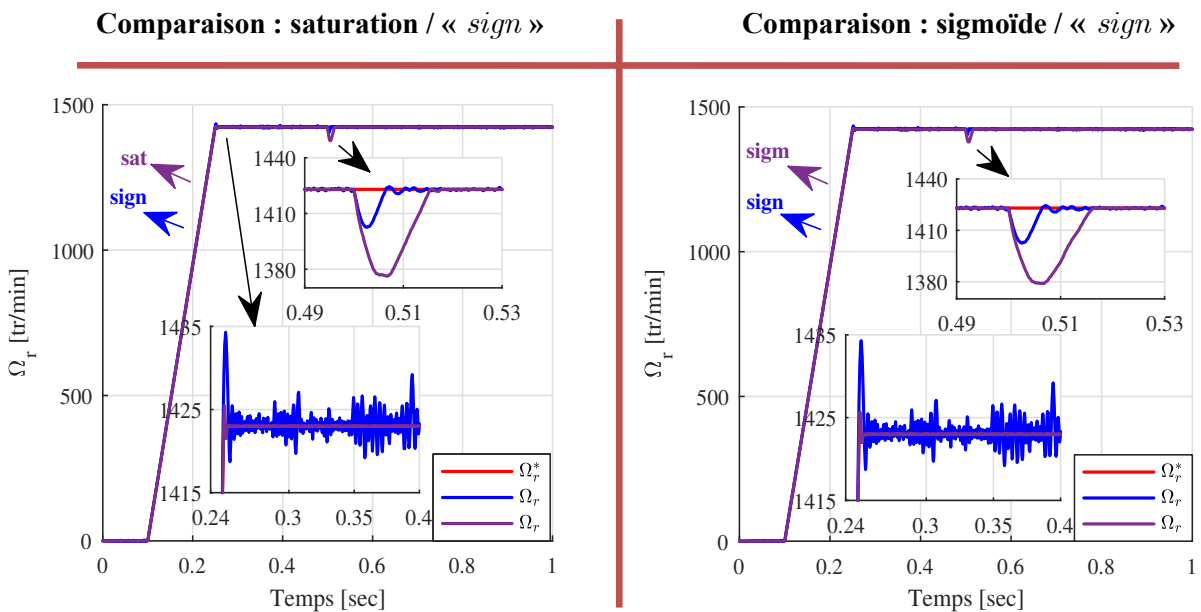 Comparaison : saturation / « sign »
Comparaison : sigmoïde / « sign »
1500
1000
500
0
Ω_r [tr/min]
0
0.2
0.4
0.6
0.8
1
Temps [sec]
sat
sign
1440
1410
1380
0.49
0.51
0.53
1435
1425
1415
0.24
0.3
0.35
0.4
Ω*_r
Ω_r
Ω_r
1500
1000
500
0
Ω_r [tr/min]
0
0.2
0.4
0.6
0.8
1
Temps [sec]
sigm
sign
1440
1410
1380
0.49
0.51
0.53
1435
1425
1415
0.24
0.3
0.35
0.4
Ω*_r
Ω_r
Ω_r